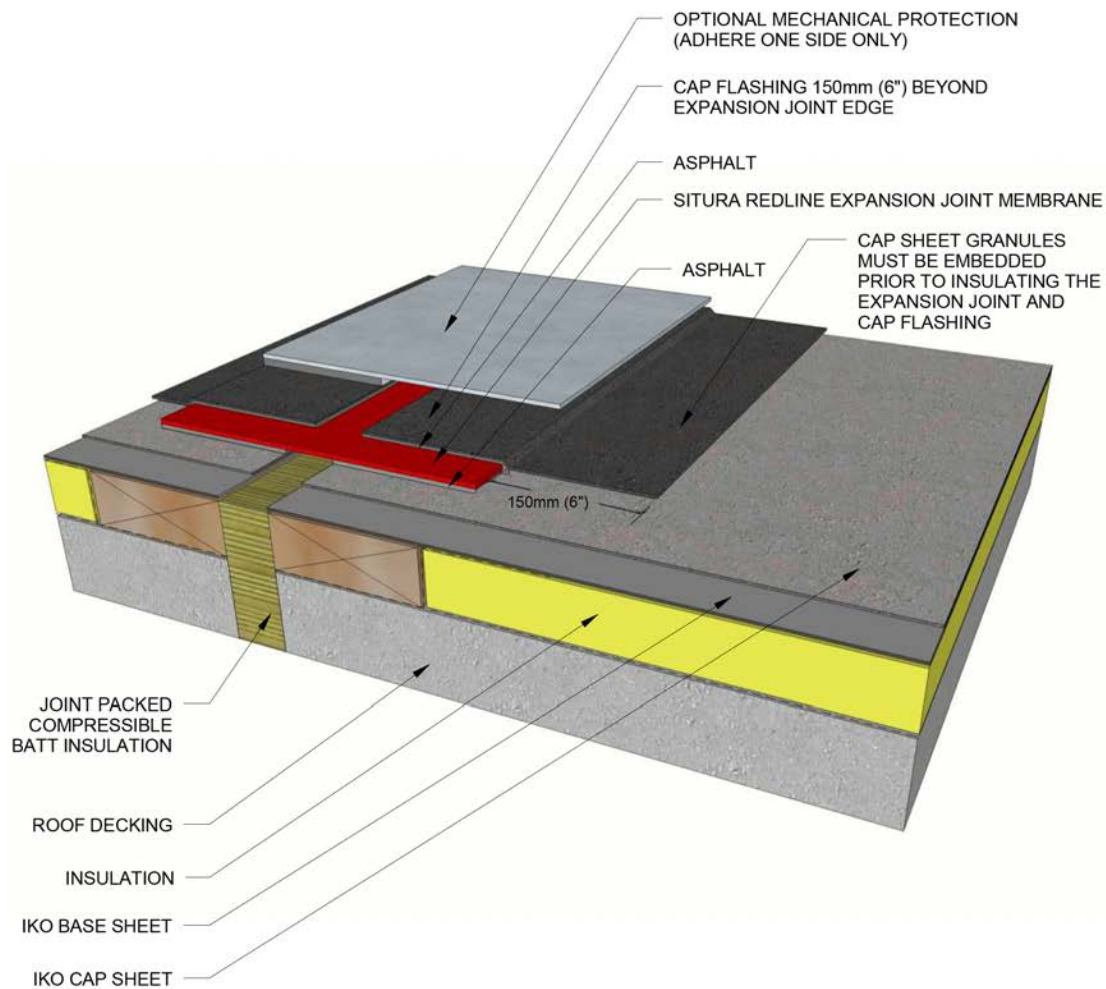 OPTIONAL MECHANICAL PROTECTION
(ADHERE ONE SIDE ONLY)
CAP FLASHING 150mm (6") BEYOND
EXPANSION JOINT EDGE
ASPHALT
SITURA REDLINE EXPANSION JOINT MEMBRANE
CAP SHEET GRANULES
MUST BE EMBEDDED
PRIOR TO INSULATING THE
EXPANSION JOINT AND
CAP FLASHING
ASPHALT
150mm (6")
JOINT PACKED
COMPRESSIBLE
BATT INSULATION
ROOF DECKING
INSULATION
IKO BASE SHEET
IKO CAP SHEET